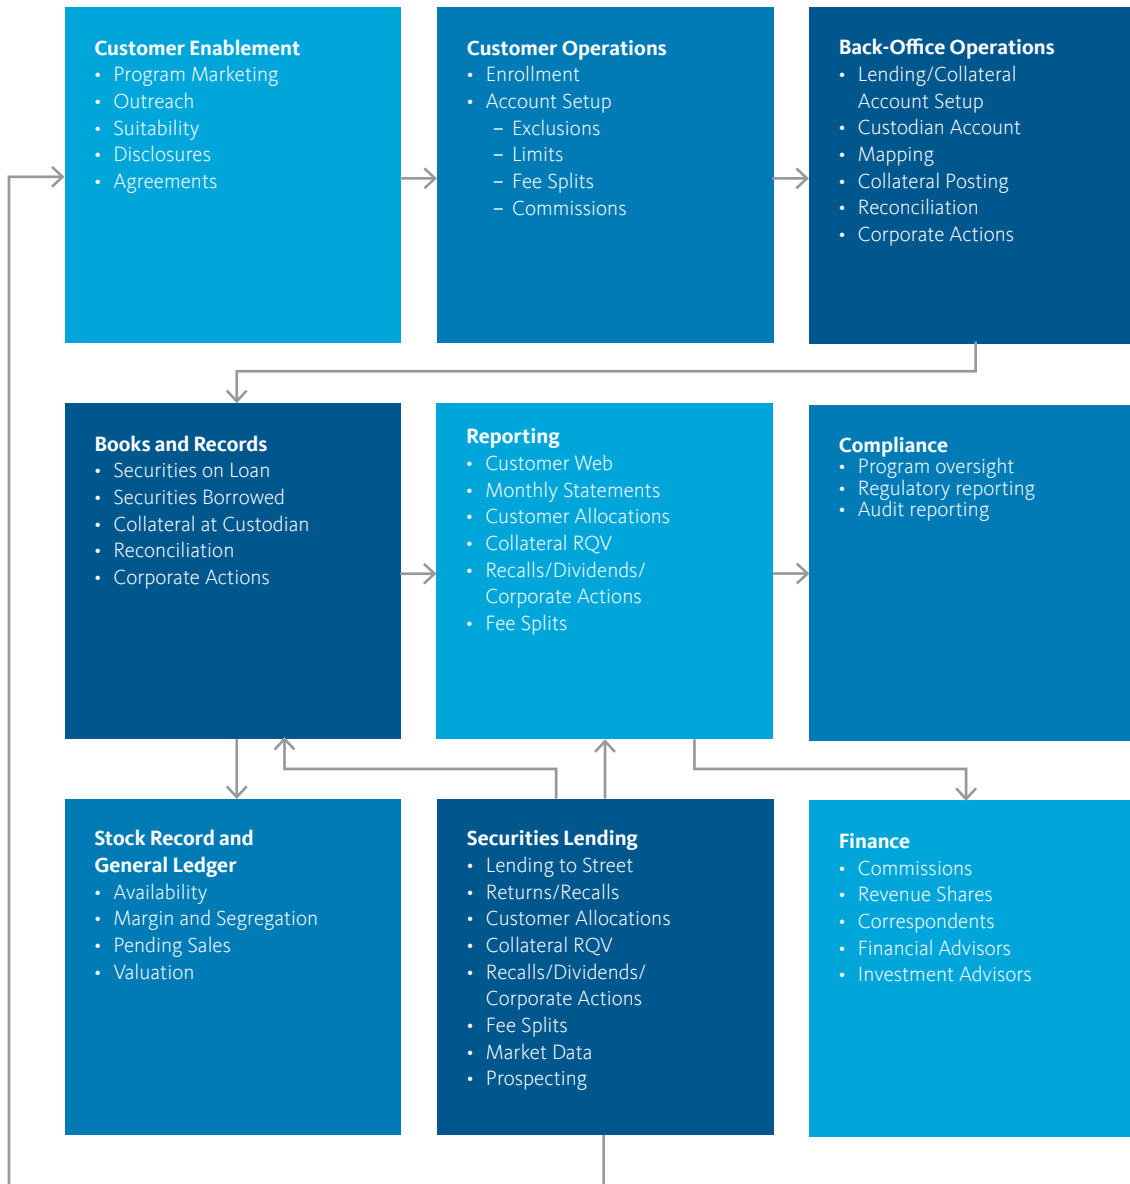 Customer Enablement
• Program Marketing
• Outreach
• Suitability
• Disclosures
• Agreements
Customer Operations
• Enrollment
• Account Setup
– Exclusions
– Limits
– Fee Splits
– Commissions
Back-Office Operations
• Lending/Collateral
Account Setup
• Custodian Account
• Mapping
• Collateral Posting
• Reconciliation
• Corporate Actions
Books and Records
• Securities on Loan
• Securities Borrowed
• Collateral at Custodian
• Reconciliation
• Corporate Actions
Reporting
• Customer Web
• Monthly Statements
• Customer Allocations
• Collateral RQV
• Recalls/Dividends/
Corporate Actions
• Fee Splits
Compliance
• Program oversight
• Regulatory reporting
• Audit reporting
Stock Record and
General Ledger
• Availability
• Margin and Segregation
• Pending Sales
• Valuation
Securities Lending
• Lending to Street
• Returns/Recalls
• Customer Allocations
• Collateral RQV
• Recalls/Dividends/
Corporate Actions
• Fee Splits
• Market Data
• Prospecting
Finance
• Commissions
• Revenue Shares
• Correspondents
• Financial Advisors
• Investment Advisors